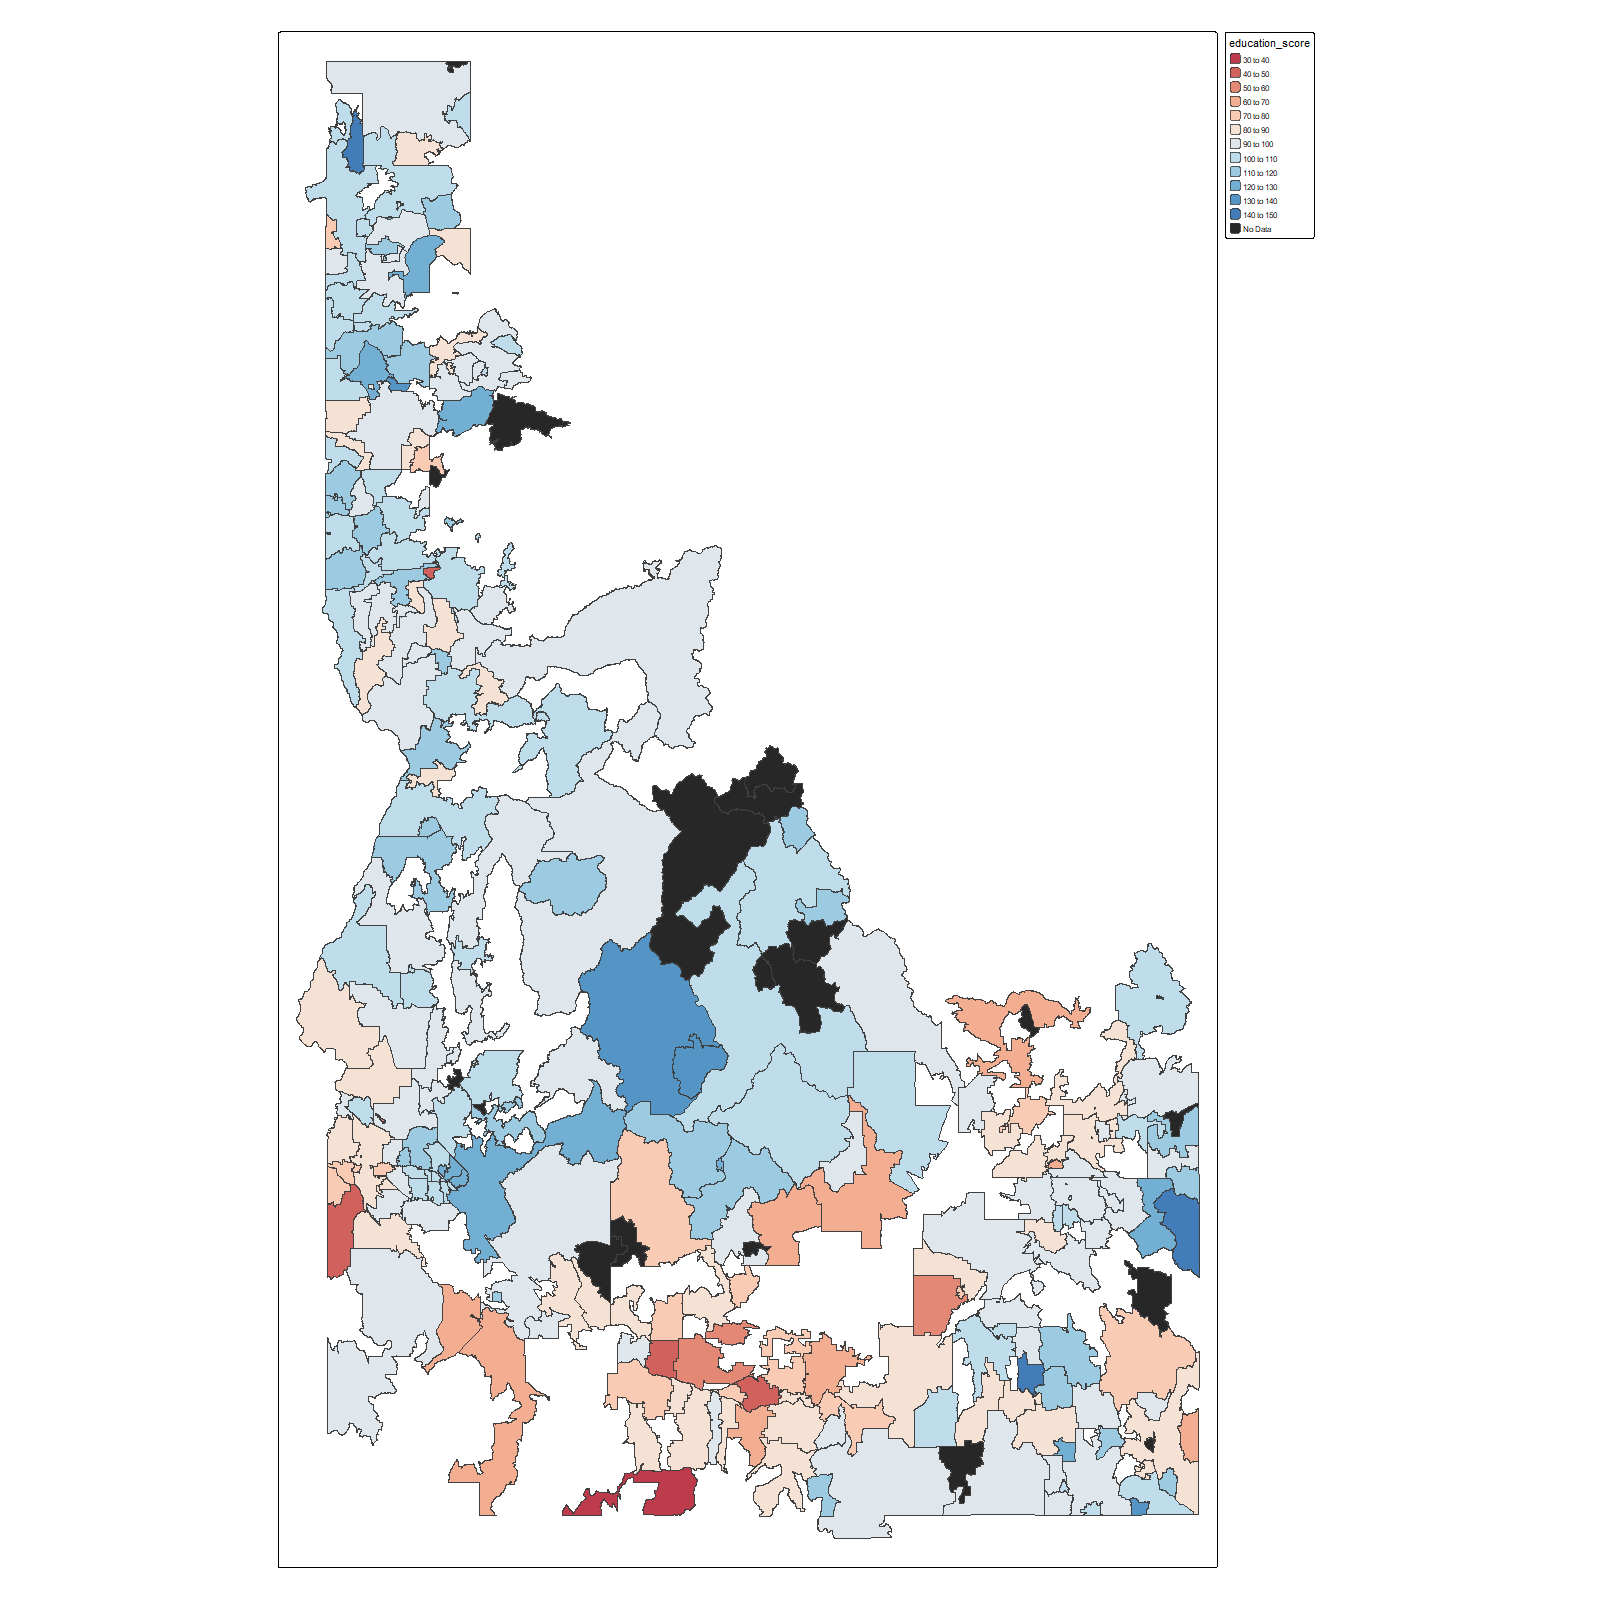 education_score
30 to 40
40 to 50
50 to 60
60 to 70
70 to 80
80 to 90
90 to 100
100 to 110
110 to 120
120 to 130
130 to 140
140 to 150
No Data